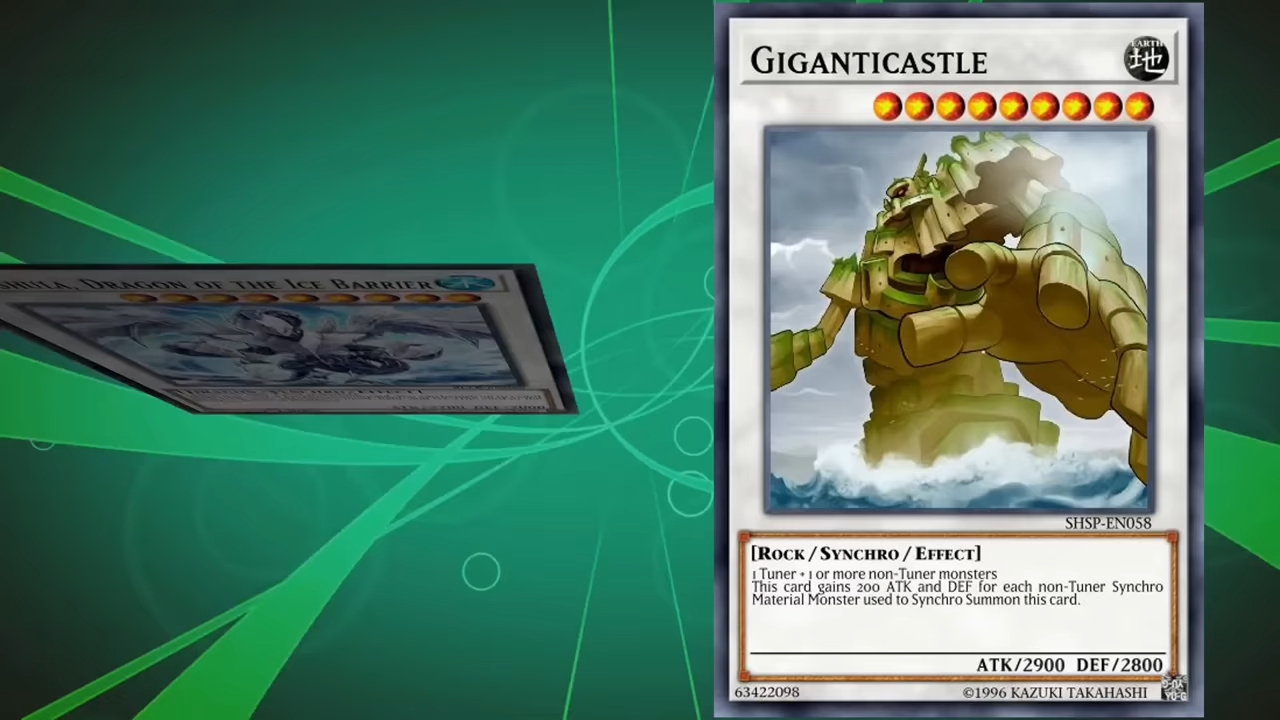 DRAGON OF THE ICE BARRIER
GIGANTICASTLE
EARTH
地
SHSP-EN058
[ROCK / SYNCHRO / EFFECT]
1 Tuner + 1 or more non-Tuner monsters
This card gains 200 ATK and DEF for each non-Tuner Synchro
Material Monster used to Synchro Summon this card.
ATK/2900 DEF/2800
63422098
©1996 KAZUKI TAKAHASHI